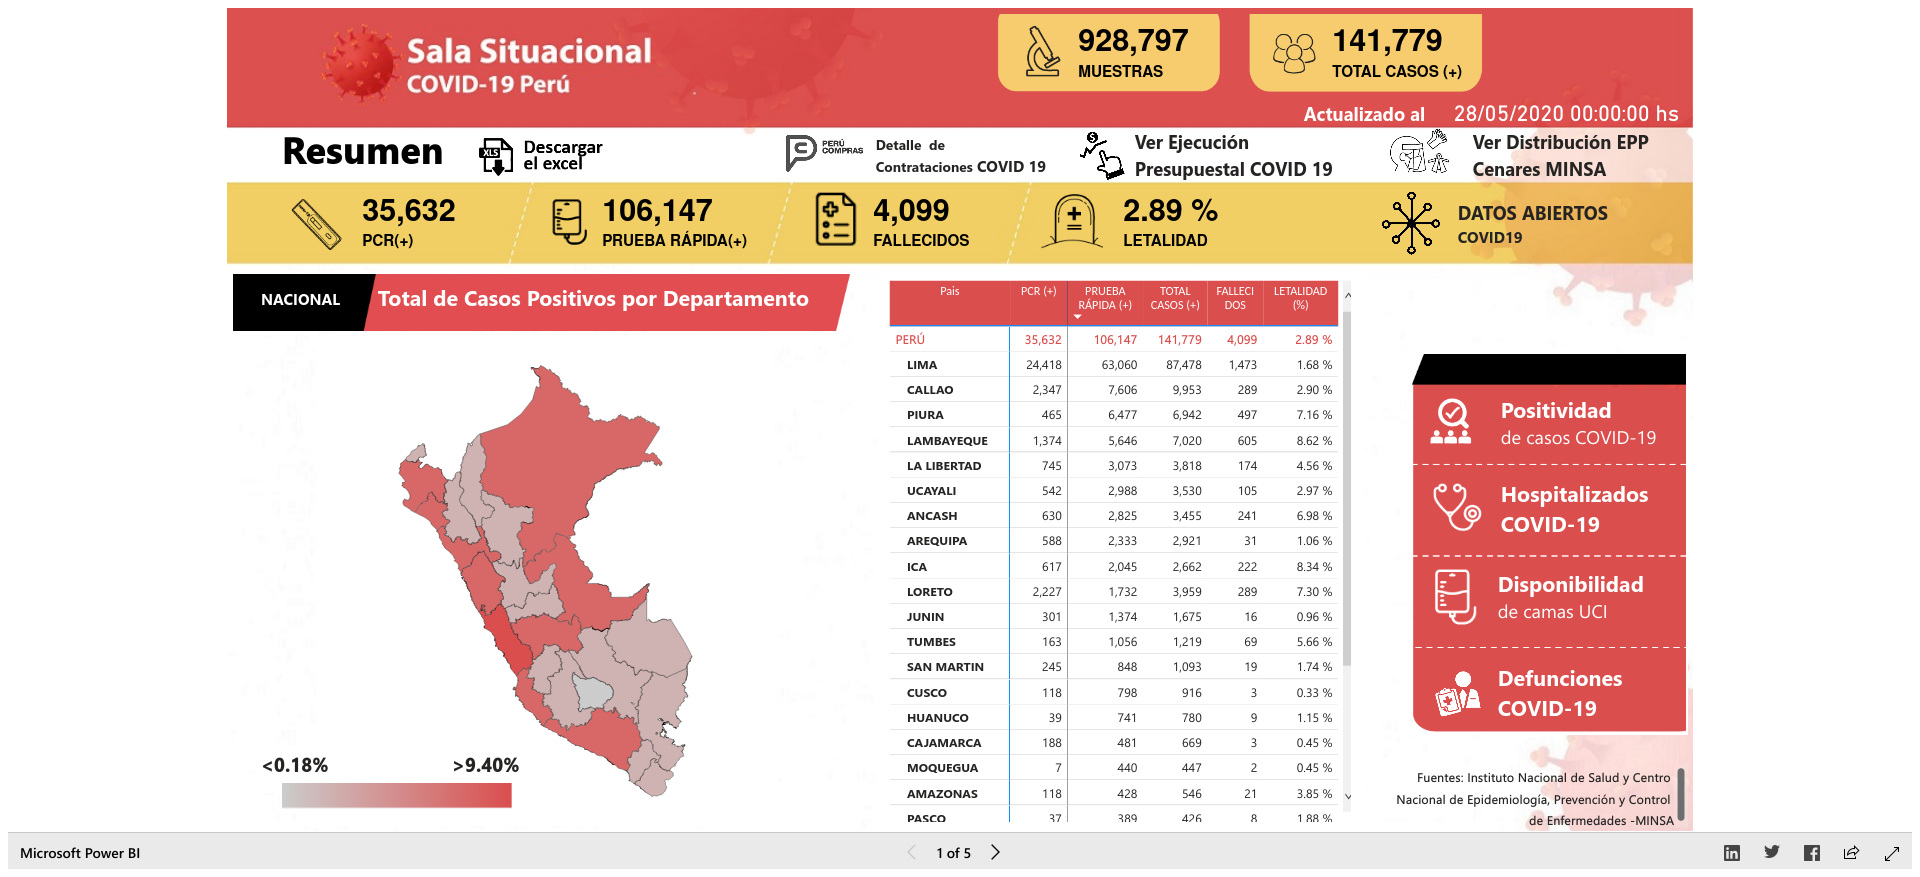 Sala Situacional
COVID-19 Perú
928,797
MUESTRAS
141,779
TOTAL CASOS (+)
Actualizado al 28/05/2020 00:00:00 hs
Resumen
XLS
Descargar
el excel
PERÚ
COMPRAS
Detalle de
Contrataciones COVID 19
Ver Ejecución
Presupuestal COVID 19
Ver Distribución EPP
Cenares MINSA
35,632
PCR(+)
106,147
PRUEBA RÁPIDA(+)
4,099
FALLECIDOS
2.89 %
LETALIDAD
DATOS ABIERTOS
COVID19
NACIONAL
Total de Casos Positivos por Departamento
<0.18% >9.40%
Pais PCR (+) PRUEBA RÁPIDA (+) TOTAL CASOS (+) FALLECI DOS LETALIDAD (%)
PERÚ 35,632 106,147 141,779 4,099 2.89 %
LIMA 24,418 63,060 87,478 1,473 1.68 %
CALLAO 2,347 7,606 9,953 289 2.90 %
PIURA 465 6,477 6,942 497 7.16 %
LAMBAYEQUE 1,374 5,646 7,020 605 8.62 %
LA LIBERTAD 745 3,073 3,818 174 4.56 %
UCAYALI 542 2,988 3,530 105 2.97 %
ANCASH 630 2,825 3,455 241 6.98 %
AREQUIPA 588 2,333 2,921 31 1.06 %
ICA 617 2,045 2,662 222 8.34 %
LORETO 2,227 1,732 3,959 289 7.30 %
JUNIN 301 1,374 1,675 16 0.96 %
TUMBES 163 1,056 1,219 69 5.66 %
SAN MARTIN 245 848 1,093 19 1.74 %
CUSCO 118 798 916 3 0.33 %
HUANUCO 39 741 780 9 1.15 %
CAJAMARCA 188 481 669 3 0.45 %
MOQUEGUA 7 440 447 2 0.45 %
AMAZONAS 118 428 546 21 3.85 %
PASCO 37 389 426 8 1.88 %
Positividad
de casos COVID-19
Hospitalizados
COVID-19
Disponibilidad
de camas UCI
Defunciones
COVID-19
Fuentes: Instituto Nacional de Salud y Centro
Nacional de Epidemiología, Prevención y Control
de Enfermedades -MINSA
Microsoft Power BI
1 of 5